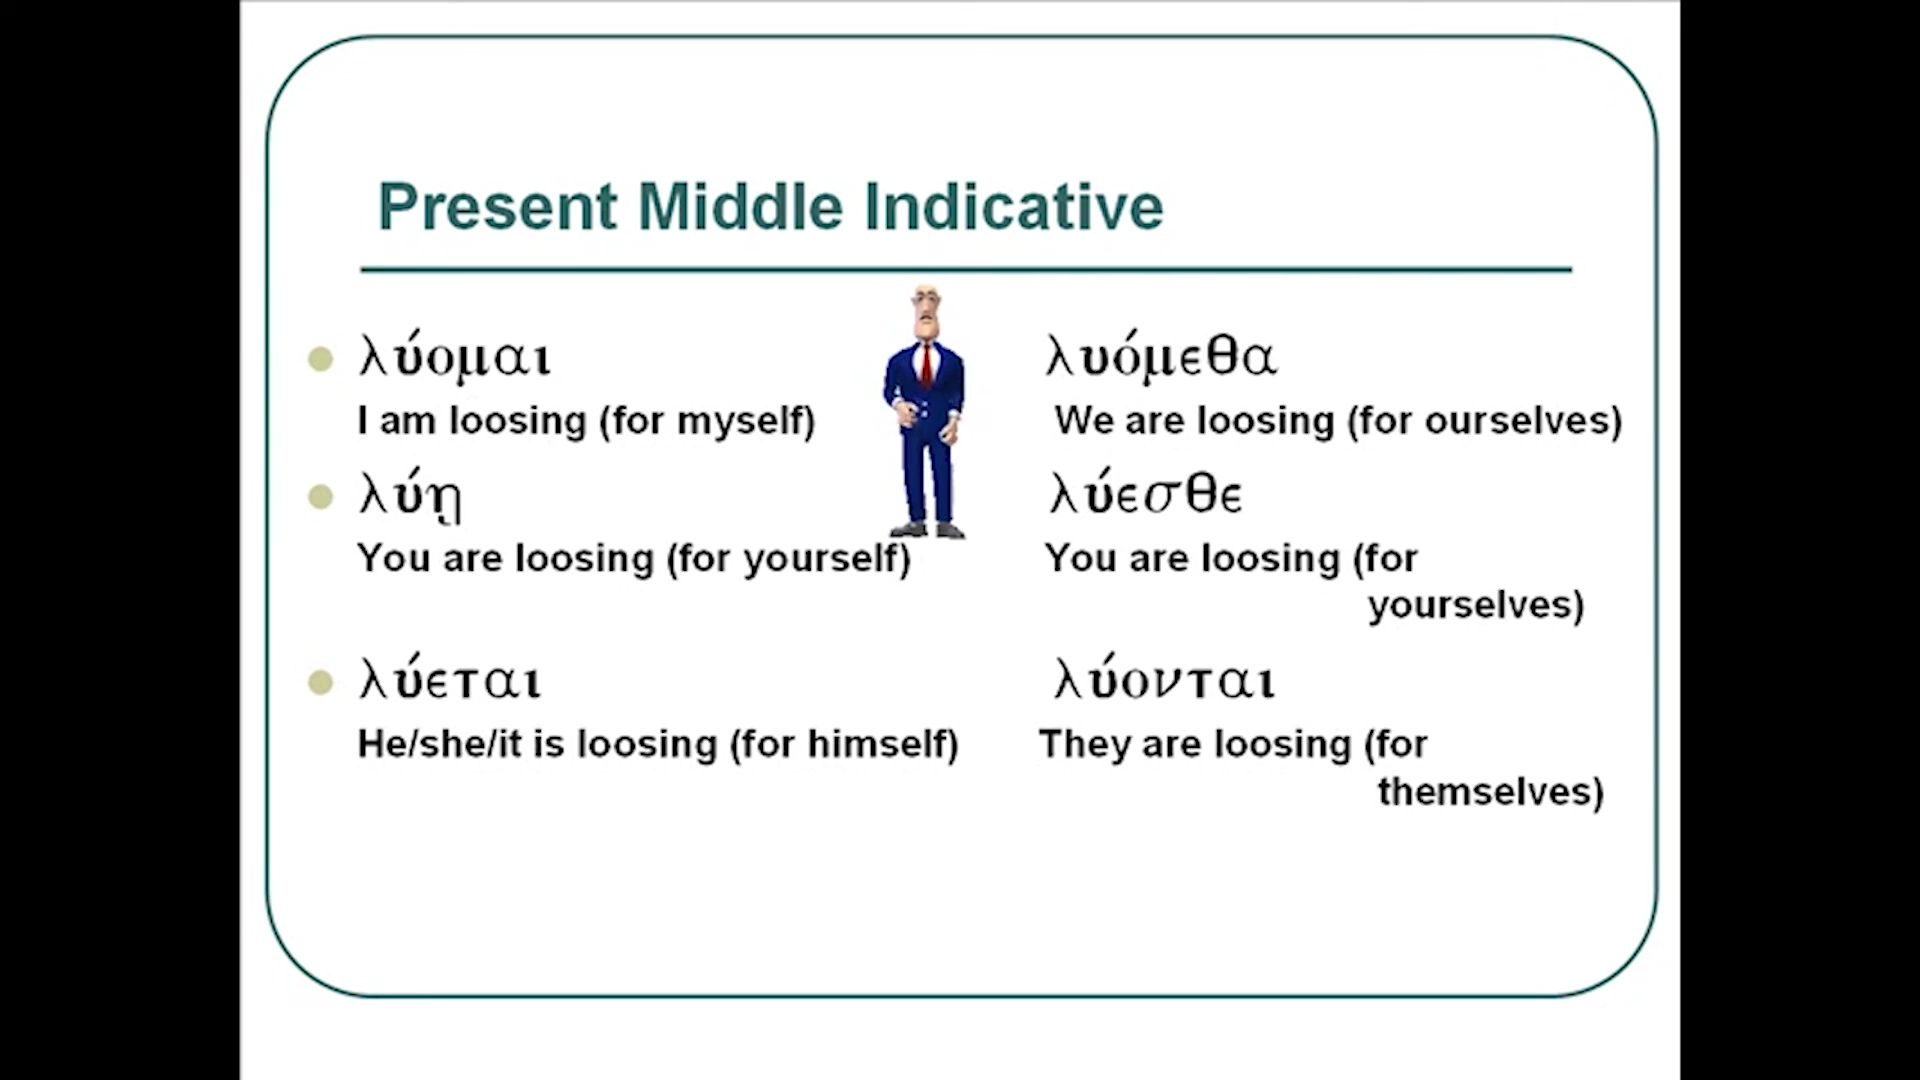 Present Middle Indicative
λύομαι λυόμεθα
I am loosing (for myself) We are loosing (for ourselves)
λύῃ λύεσθε
You are loosing (for yourself) You are loosing (for
yourselves)
λύεται λύονται
He/she/it is loosing (for himself) They are loosing (for
themselves)